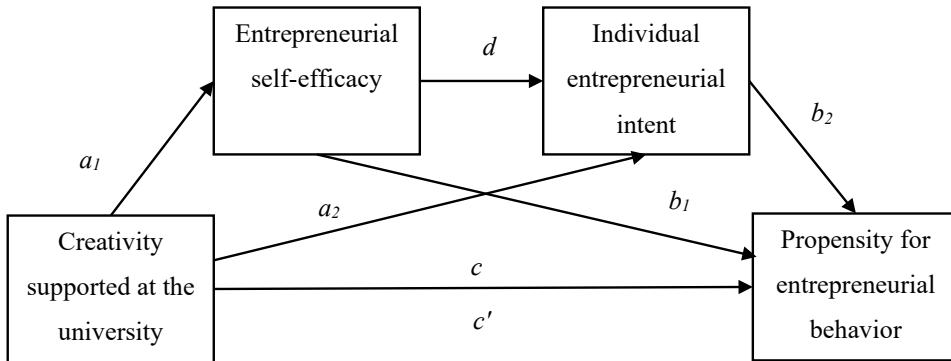 Entrepreneurial
self-efficacy
d
Individual
entrepreneurial
intent
b2
a1
a2
b1
Creativity
supported at the
university
c
c'
Propensity for
entrepreneurial
behavior